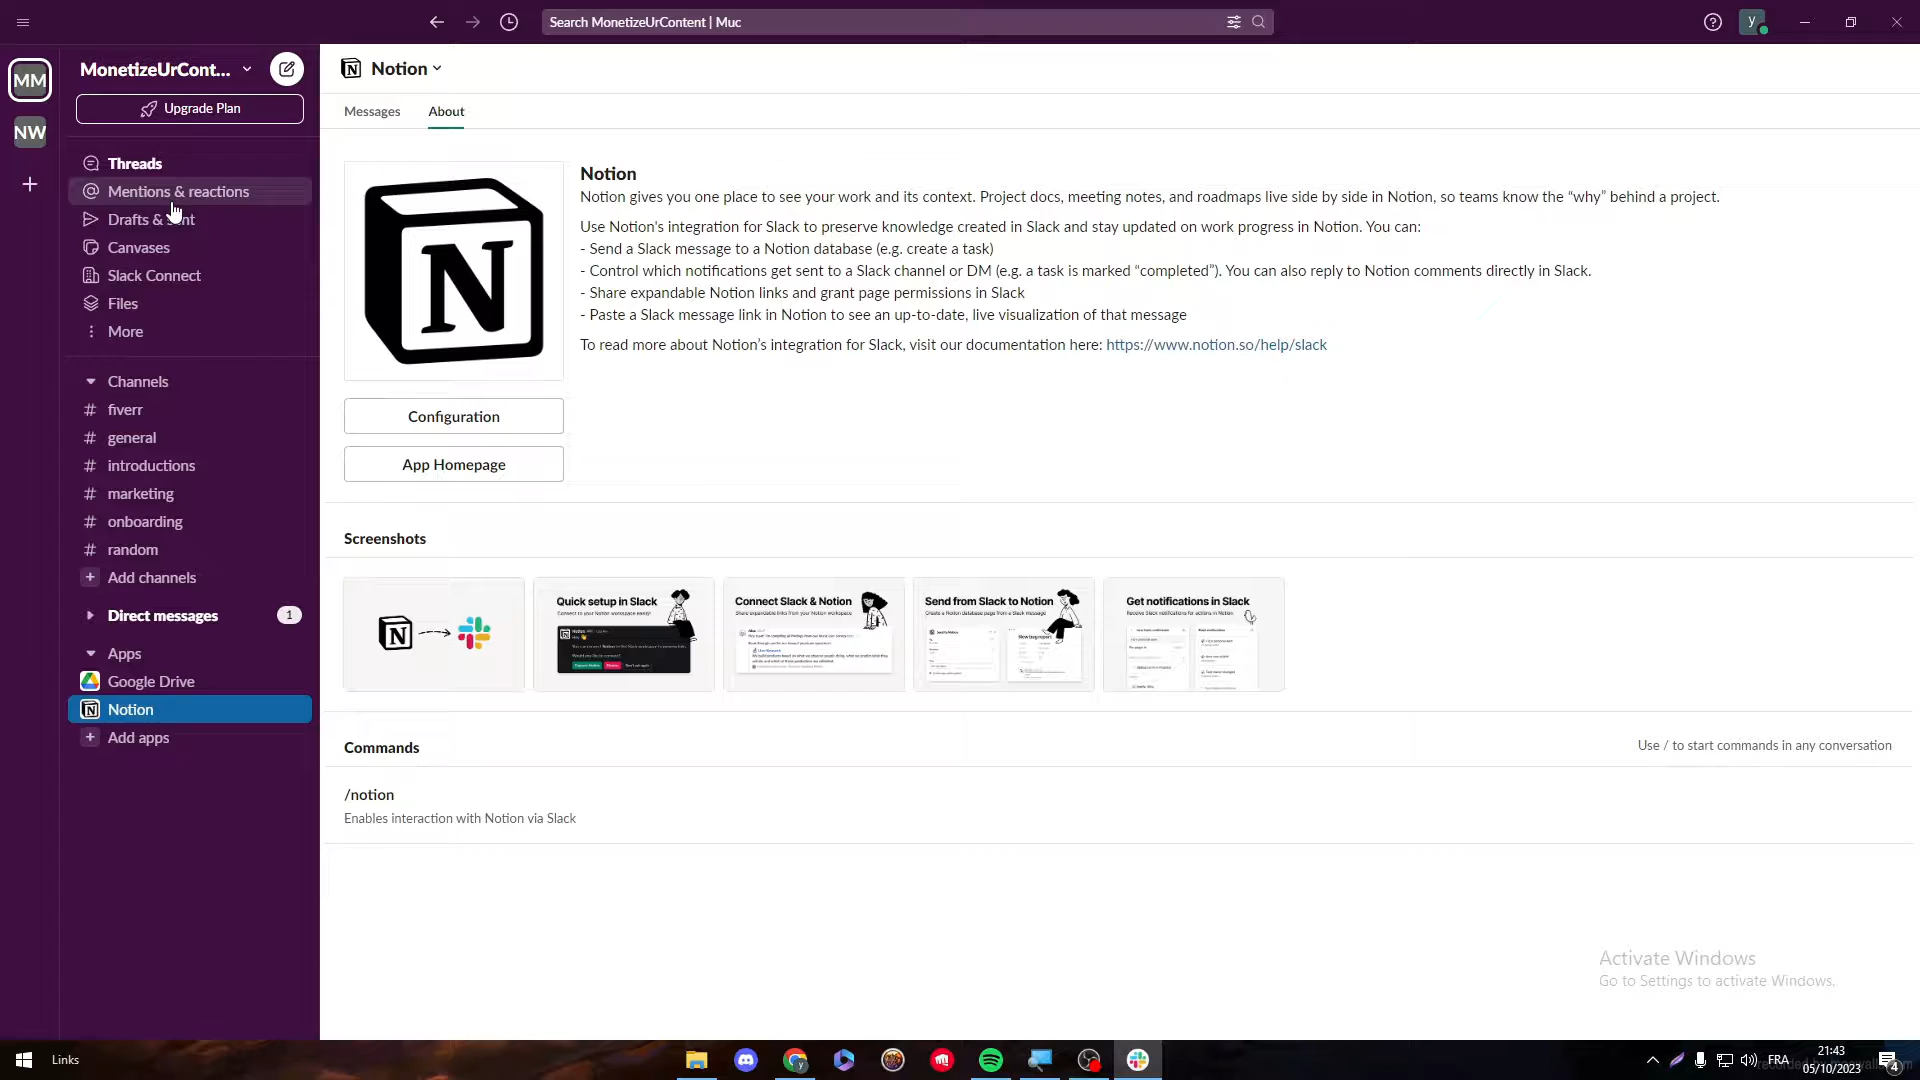 Search MonetizeUrContent | Muc
y
MM
NW
MonetizeUrCont...
Upgrade Plan
Threads
Mentions & reactions
Drafts & sent
Canvases
Slack Connect
Files
More
Channels
# fiverr
# general
# introductions
# marketing
# onboarding
# random
+ Add channels
Direct messages 1
Apps
Google Drive
Notion
+ Add apps
Notion
Messages
About
Notion
Notion gives you one place to see your work and its context. Project docs, meeting notes, and roadmaps live side by side in Notion, so teams know the “why” behind a project.
Use Notion's integration for Slack to preserve knowledge created in Slack and stay updated on work progress in Notion. You can:
- Send a Slack message to a Notion database (e.g. create a task)
- Control which notifications get sent to a Slack channel or DM (e.g. a task is marked “completed”). You can also reply to Notion comments directly in Slack.
- Share expandable Notion links and grant page permissions in Slack
- Paste a Slack message link in Notion to see an up-to-date, live visualization of that message
To read more about Notion’s integration for Slack, visit our documentation here: https://www.notion.so/help/slack
Configuration
App Homepage
Screenshots
Quick setup in Slack
Connect Slack & Notion
Send from Slack to Notion
Get notifications in Slack
Commands
Use / to start commands in any conversation
/notion
Enables interaction with Notion via Slack
Activate Windows
Go to Settings to activate Windows.
Links
FRA
21:43
05/10/2023
4